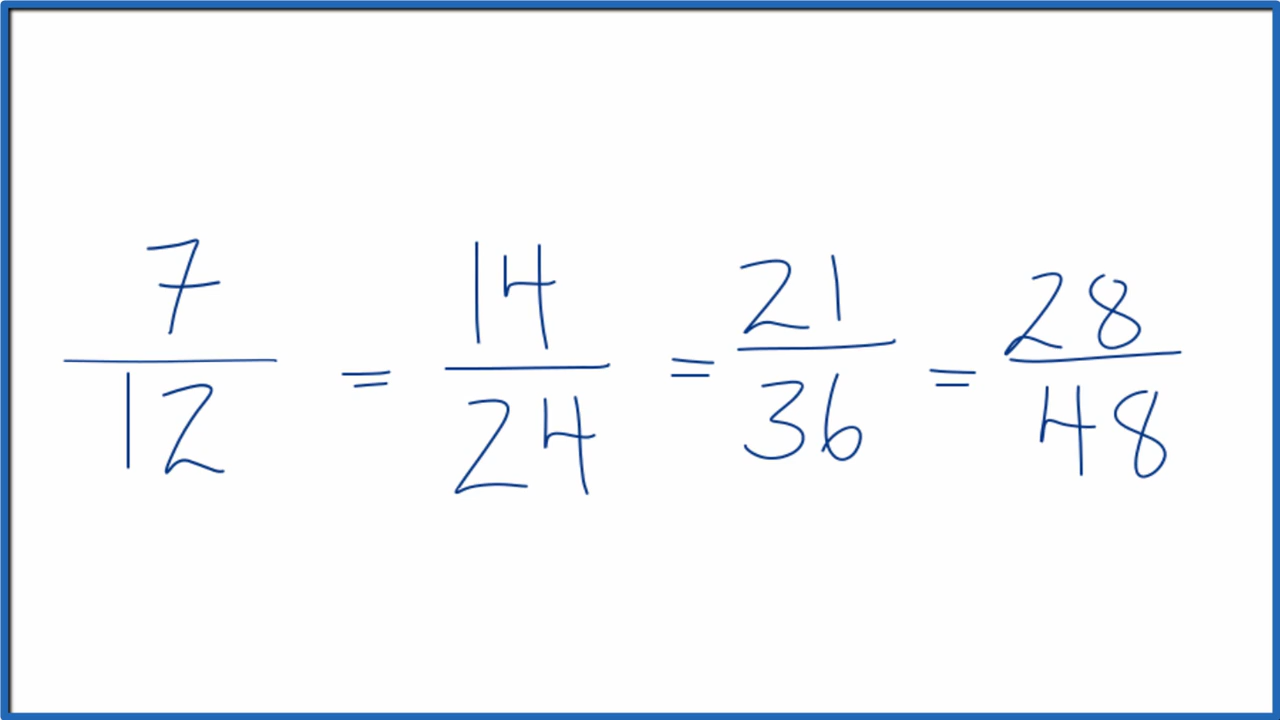 7/12 = 14/24 = 21/36 = 28/48